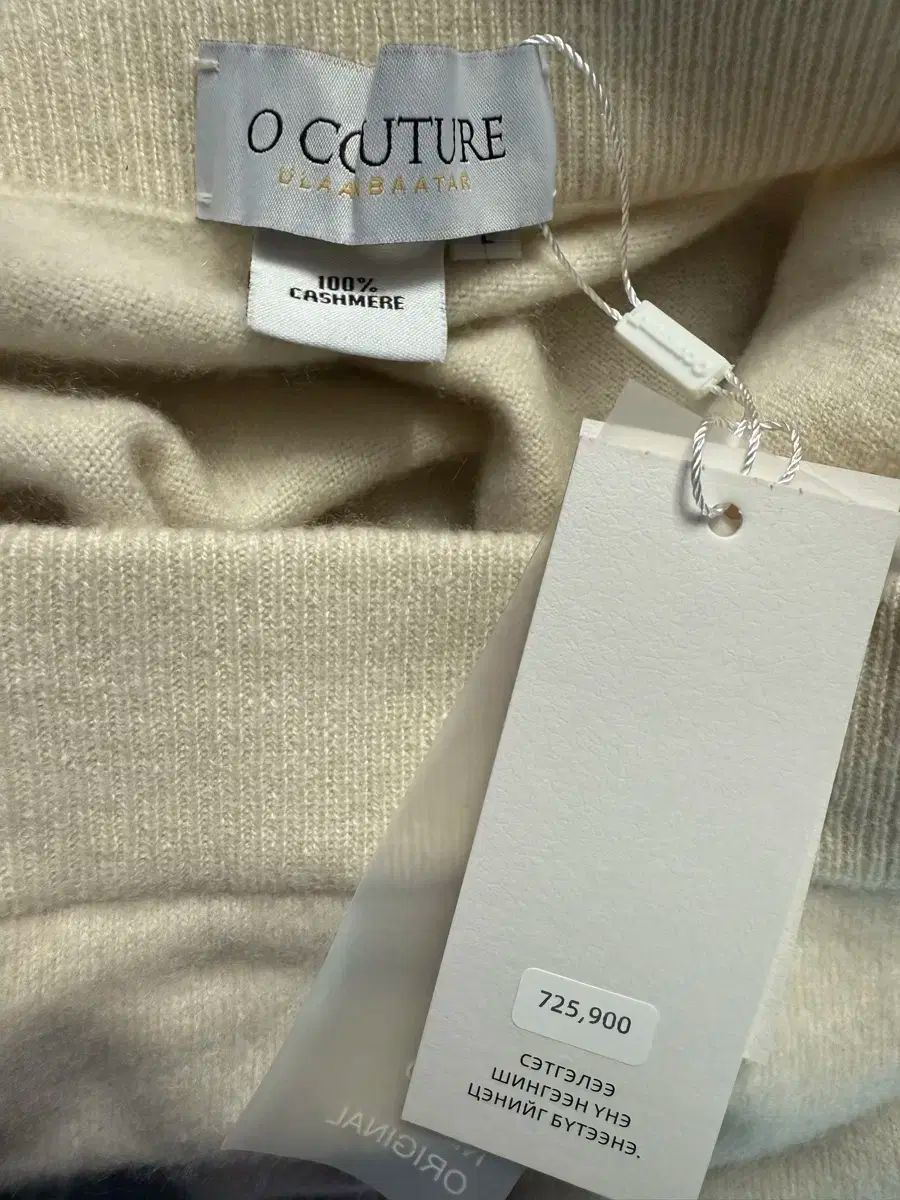 O COUTURE
ULAANBAATAR
100%
CASHMERE
L
725,900
СЭТГЭЛЭЭ
ШИНГЭЭН ҮНЭ
ЦЭНИЙГ БҮТЭЭНЭ.
ORIGINAL